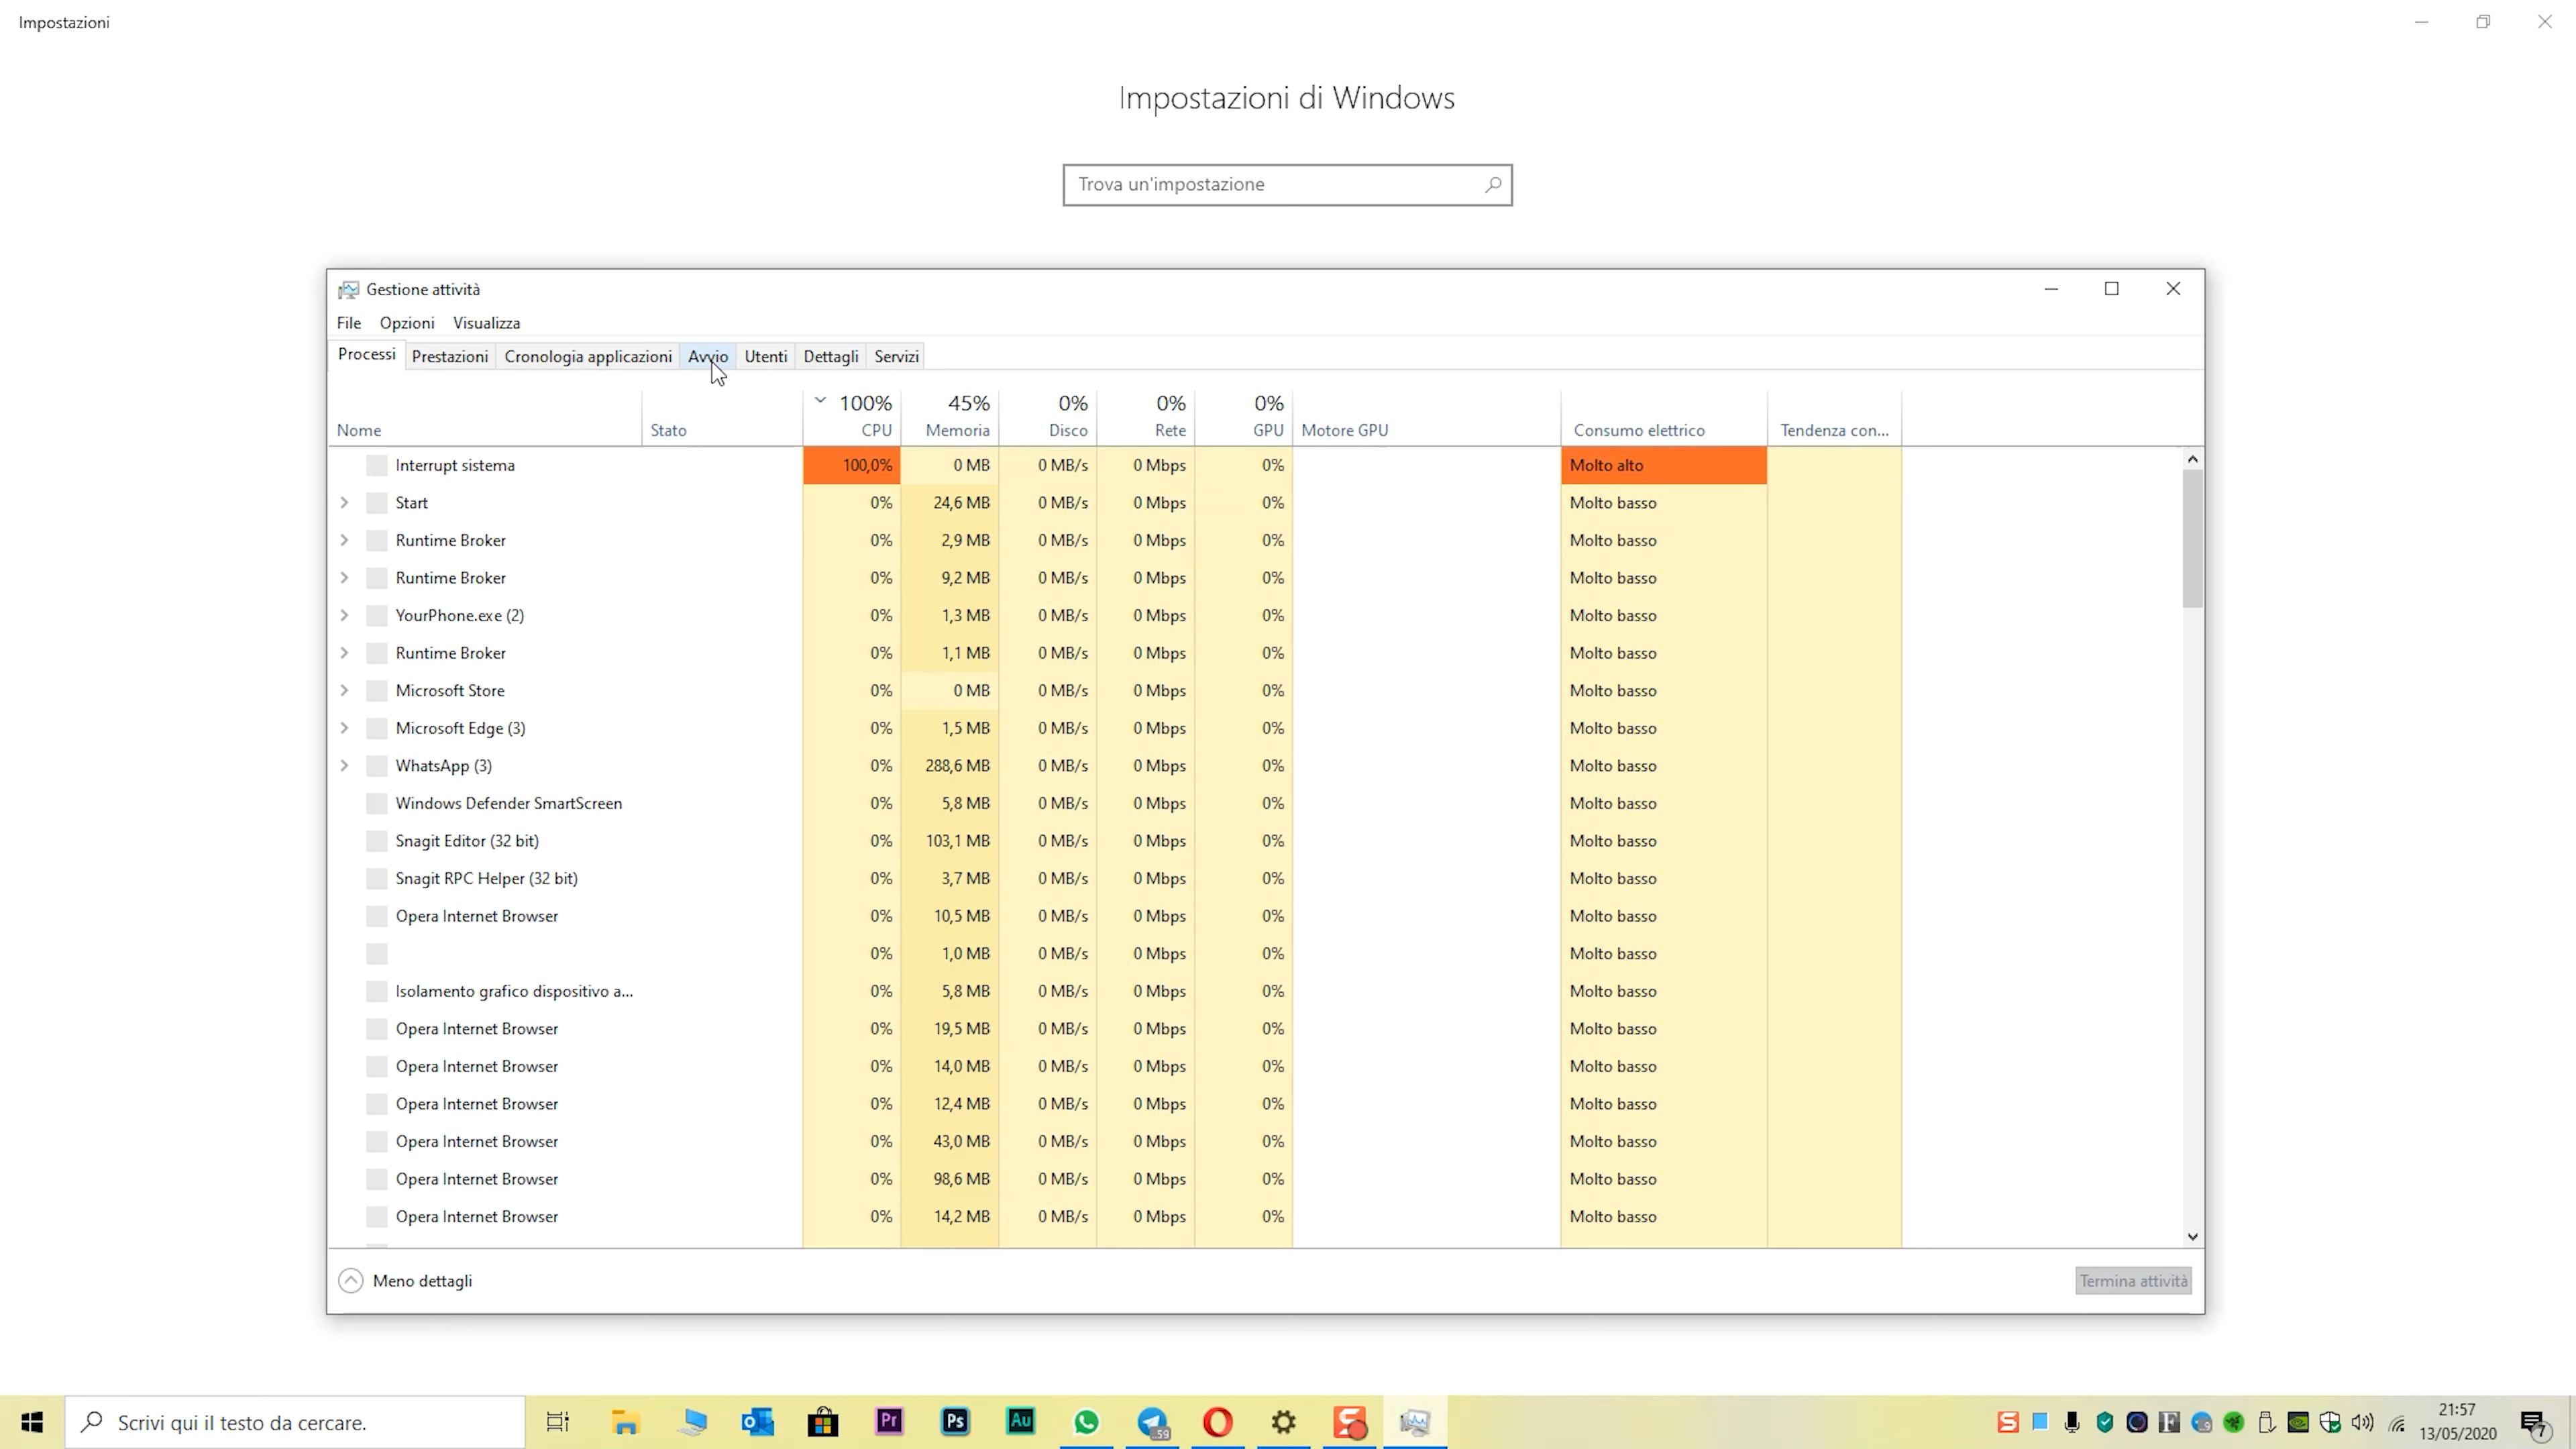 Impostazioni
Impostazioni di Windows
Trova un'impostazione
Gestione attività
File Opzioni Visualizza
Processi Prestazioni Cronologia applicazioni Avvio Utenti Dettagli Servizi
100% 45% 0% 0% 0%
Nome Stato CPU Memoria Disco Rete GPU Motore GPU Consumo elettrico Tendenza con...
Interrupt sistema 100,0% 0 MB 0 MB/s 0 Mbps 0% Molto alto
Start 0% 24,6 MB 0 MB/s 0 Mbps 0% Molto basso
Runtime Broker 0% 2,9 MB 0 MB/s 0 Mbps 0% Molto basso
Runtime Broker 0% 9,2 MB 0 MB/s 0 Mbps 0% Molto basso
YourPhone.exe (2) 0% 1,3 MB 0 MB/s 0 Mbps 0% Molto basso
Runtime Broker 0% 1,1 MB 0 MB/s 0 Mbps 0% Molto basso
Microsoft Store 0% 0 MB 0 MB/s 0 Mbps 0% Molto basso
Microsoft Edge (3) 0% 1,5 MB 0 MB/s 0 Mbps 0% Molto basso
WhatsApp (3) 0% 288,6 MB 0 MB/s 0 Mbps 0% Molto basso
Windows Defender SmartScreen 0% 5,8 MB 0 MB/s 0 Mbps 0% Molto basso
Snagit Editor (32 bit) 0% 103,1 MB 0 MB/s 0 Mbps 0% Molto basso
Snagit RPC Helper (32 bit) 0% 3,7 MB 0 MB/s 0 Mbps 0% Molto basso
Opera Internet Browser 0% 10,5 MB 0 MB/s 0 Mbps 0% Molto basso
0% 1,0 MB 0 MB/s 0 Mbps 0% Molto basso
Isolamento grafico dispositivo a... 0% 5,8 MB 0 MB/s 0 Mbps 0% Molto basso
Opera Internet Browser 0% 19,5 MB 0 MB/s 0 Mbps 0% Molto basso
Opera Internet Browser 0% 14,0 MB 0 MB/s 0 Mbps 0% Molto basso
Opera Internet Browser 0% 12,4 MB 0 MB/s 0 Mbps 0% Molto basso
Opera Internet Browser 0% 43,0 MB 0 MB/s 0 Mbps 0% Molto basso
Opera Internet Browser 0% 98,6 MB 0 MB/s 0 Mbps 0% Molto basso
Opera Internet Browser 0% 14,2 MB 0 MB/s 0 Mbps 0% Molto basso
Meno dettagli Termina attività
Scrivi qui il testo da cercare. Pr Ps Au 59 21:57
13/05/2020 7